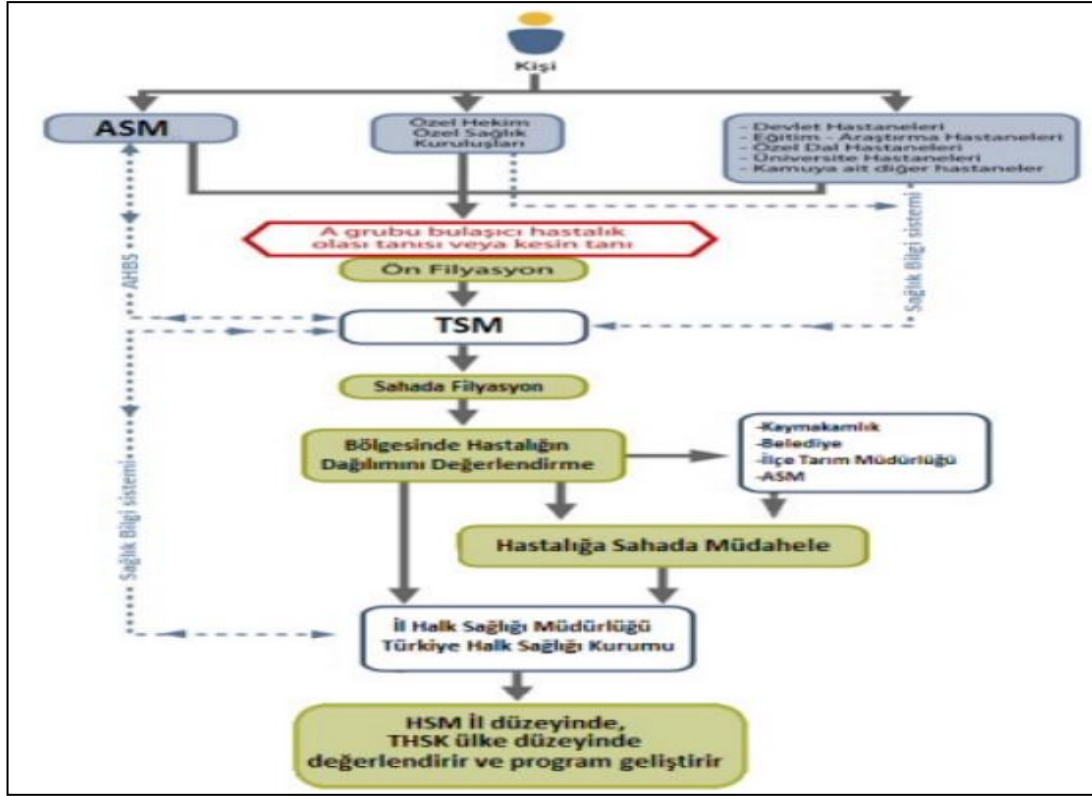 Kişi
ASM
Özel Hekim
Özel Sağlık
Kuruluşları
- Devlet Hastaneleri
- Eğitim - Araştırma Hastaneleri
- Özel Dal Hastaneleri
- Üniversite Hastaneleri
- Kamuya ait diğer hastaneler
A grubu bulaşıcı hastalık
olası tanısı veya kesin tanı
Ön Filyasyon
AHBS
Sağlık Bilgi sistemi
TSM
Sahada Filyasyon
Bölgesinde Hastalığın
Dağılımını Değerlendirme
-Kaymakamlık
-Belediye
-İlçe Tarım Müdürlüğü
-ASM
Hastalığa Sahada Müdahele
Sağlık Bilgi sistemi
İl Halk Sağlığı Müdürlüğü
Türkiye Halk Sağlığı Kurumu
HSM İl düzeyinde,
THSK ülke düzeyinde
değerlendirir ve program geliştirir